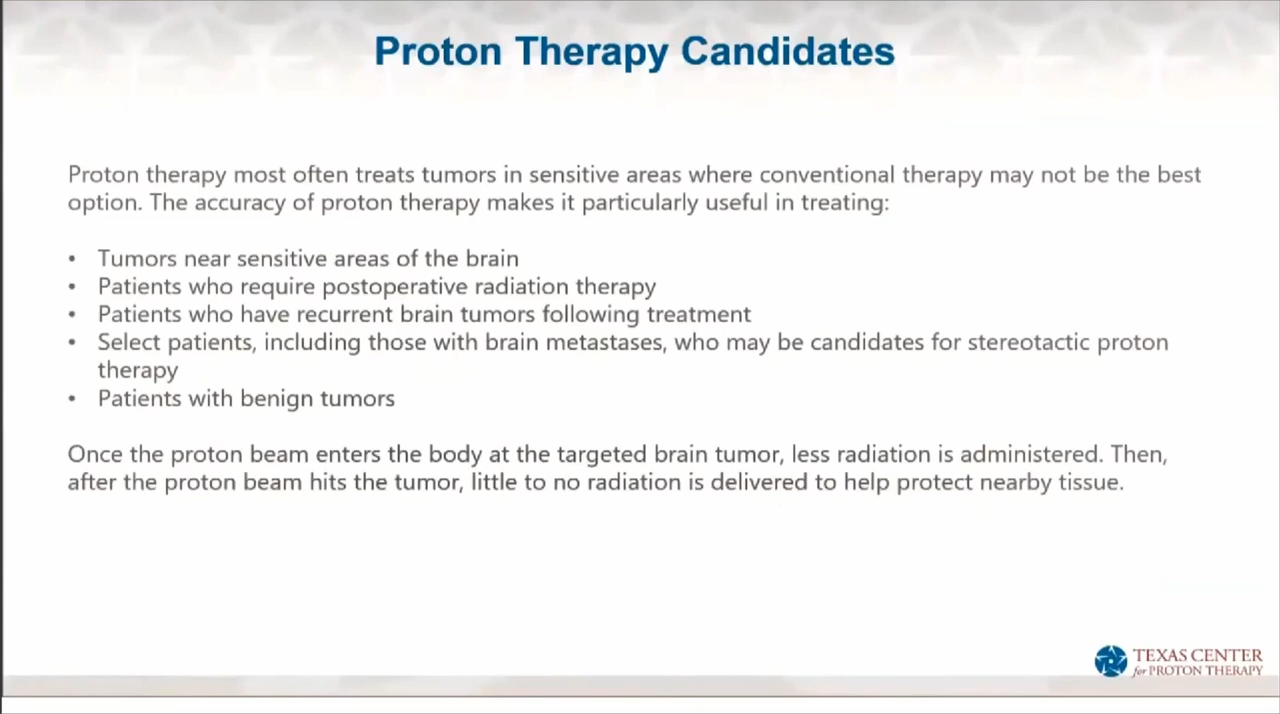 Proton Therapy Candidates
Proton therapy most often treats tumors in sensitive areas where conventional therapy may not be the best
option. The accuracy of proton therapy makes it particularly useful in treating:
• Tumors near sensitive areas of the brain
• Patients who require postoperative radiation therapy
• Patients who have recurrent brain tumors following treatment
• Select patients, including those with brain metastases, who may be candidates for stereotactic proton
therapy
• Patients with benign tumors
Once the proton beam enters the body at the targeted brain tumor, less radiation is administered. Then,
after the proton beam hits the tumor, little to no radiation is delivered to help protect nearby tissue.
TEXAS CENTER
for PROTON THERAPY